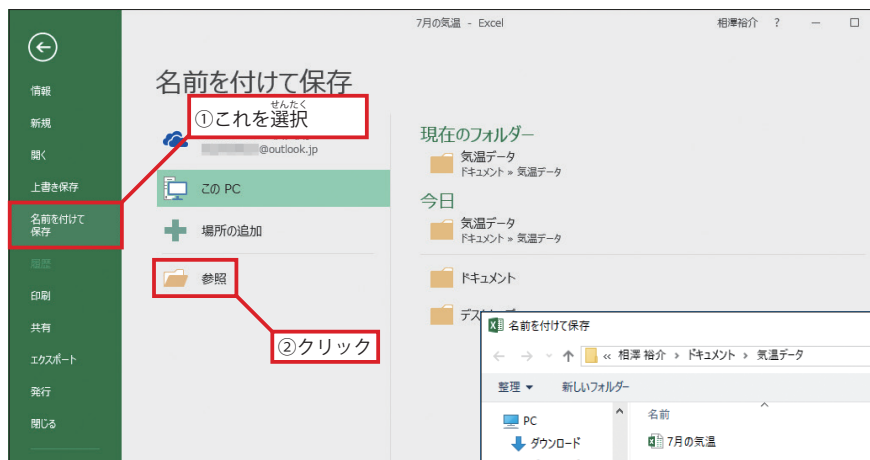 7月の気温 - Excel
相澤裕介 ?
情報
新規
開く
上書き保存
名前を付けて
保存
履歴
印刷
共有
エクスポート
発行
閉じる
名前を付けて保存
せんたく
①これを選択
@outlook.jp
この PC
場所の追加
参照
②クリック
現在のフォルダー
気温データ
ドキュメント » 気温データ
今日
気温データ
ドキュメント » 気温データ
ドキュメント
名前を付けて保存
« 相澤 裕介 › ドキュメント › 気温データ
整理 新しいフォルダー
PC
ダウンロード
名前
7月の気温